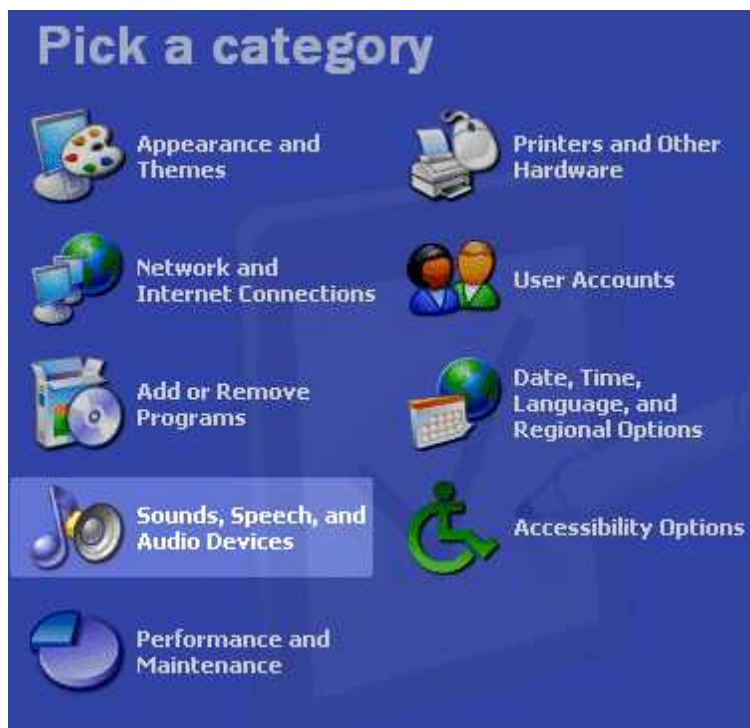 Pick a category
Appearance and
Themes
Printers and Other
Hardware
Network and
Internet Connections
User Accounts
Add or Remove
Programs
Date, Time,
Language, and
Regional Options
Sounds, Speech, and
Audio Devices
Accessibility Options
Performance and
Maintenance